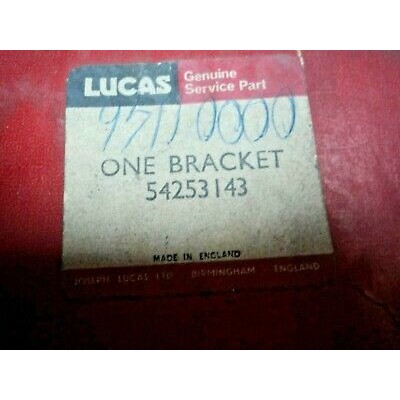 LUCAS Genuine
Service Part
ONE BRACKET
54253143
MADE IN ENGLAND
JOSEPH LUCAS LTD. BIRMINGHAM ENGLAND